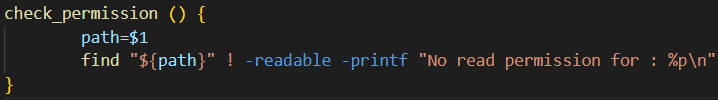 check_permission () {
        path=$1
        find "${path}" ! -readable -printf "No read permission for : %p\n"
}